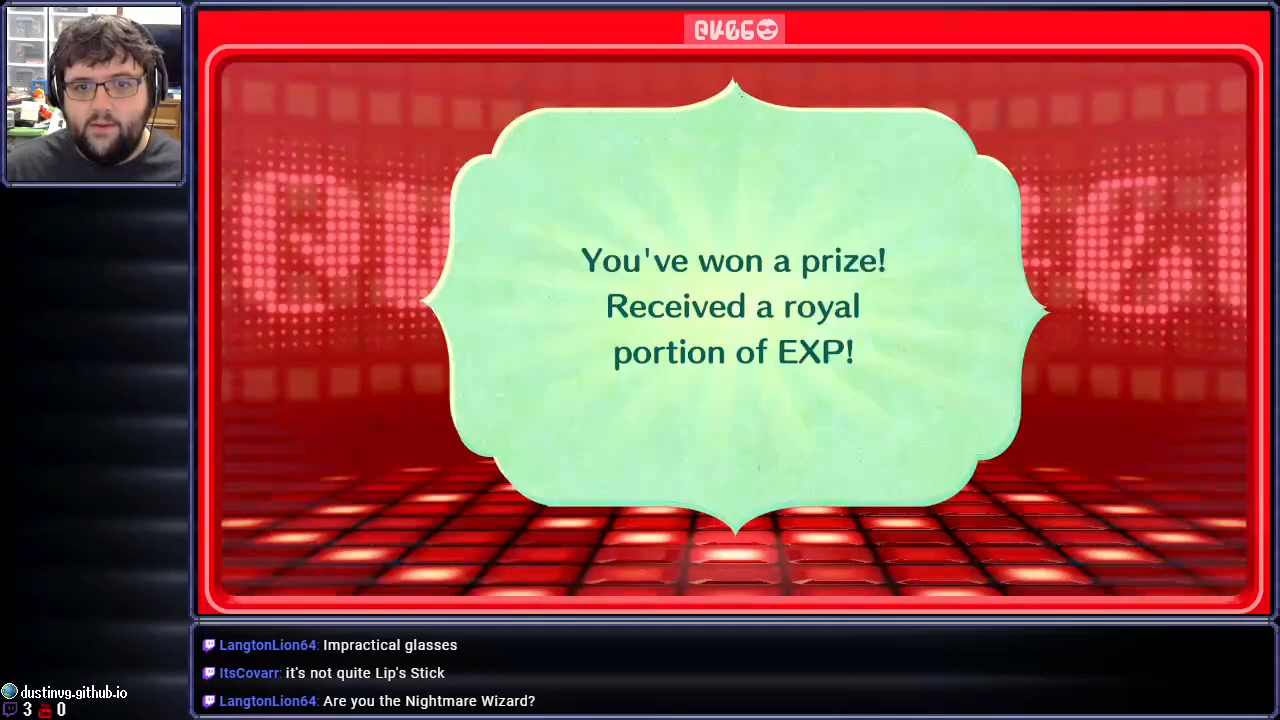 You've won a prize!
Received a royal
portion of EXP!
LangtonLion64: Impractical glasses
ItsCovarr: it's not quite Lip's Stick
LangtonLion64: Are you the Nightmare Wizard?
dustinvg.github.io
3 0